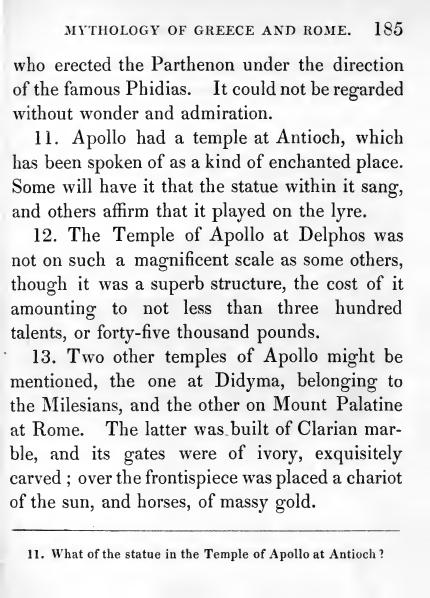 MYTHOLOGY OF GREECE AND ROME. 185
who erected the Parthenon under the direction
of the famous Phidias. It could not be regarded
without wonder and admiration.
11. Apollo had a temple at Antioch, which
has been spoken of as a kind of enchanted place.
Some will have it that the statue within it sang,
and others affirm that it played on the lyre.
12. The Temple of Apollo at Delphos was
not on such a magnificent scale as some others,
though it was a superb structure, the cost of it
amounting to not less than three hundred
talents, or forty-five thousand pounds.
13. Two other temples of Apollo might be
mentioned, the one at Didyma, belonging to
the Milesians, and the other on Mount Palatine
at Rome. The latter was built of Clarian mar-
ble, and its gates were of ivory, exquisitely
carved ; over the frontispiece was placed a chariot
of the sun, and horses, of massy gold.
11. What of the statue in the Temple of Apollo at Antioch ?